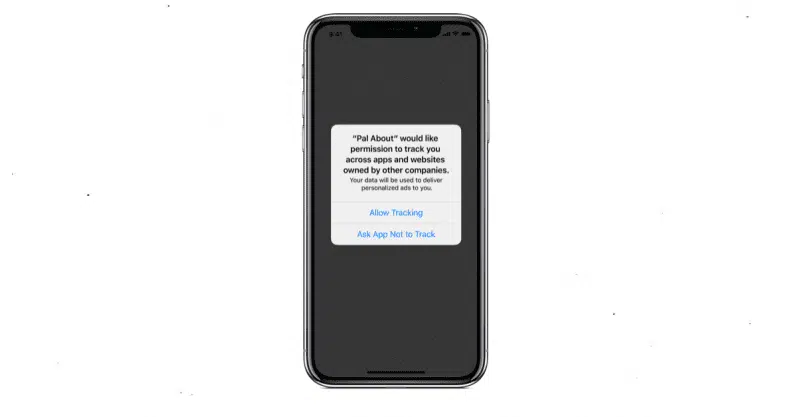 “Pal About” would like
permission to track you
across apps and websites
owned by other companies.
Your data will be used to deliver
personalized ads to you.
Allow Tracking
Ask App Not to Track